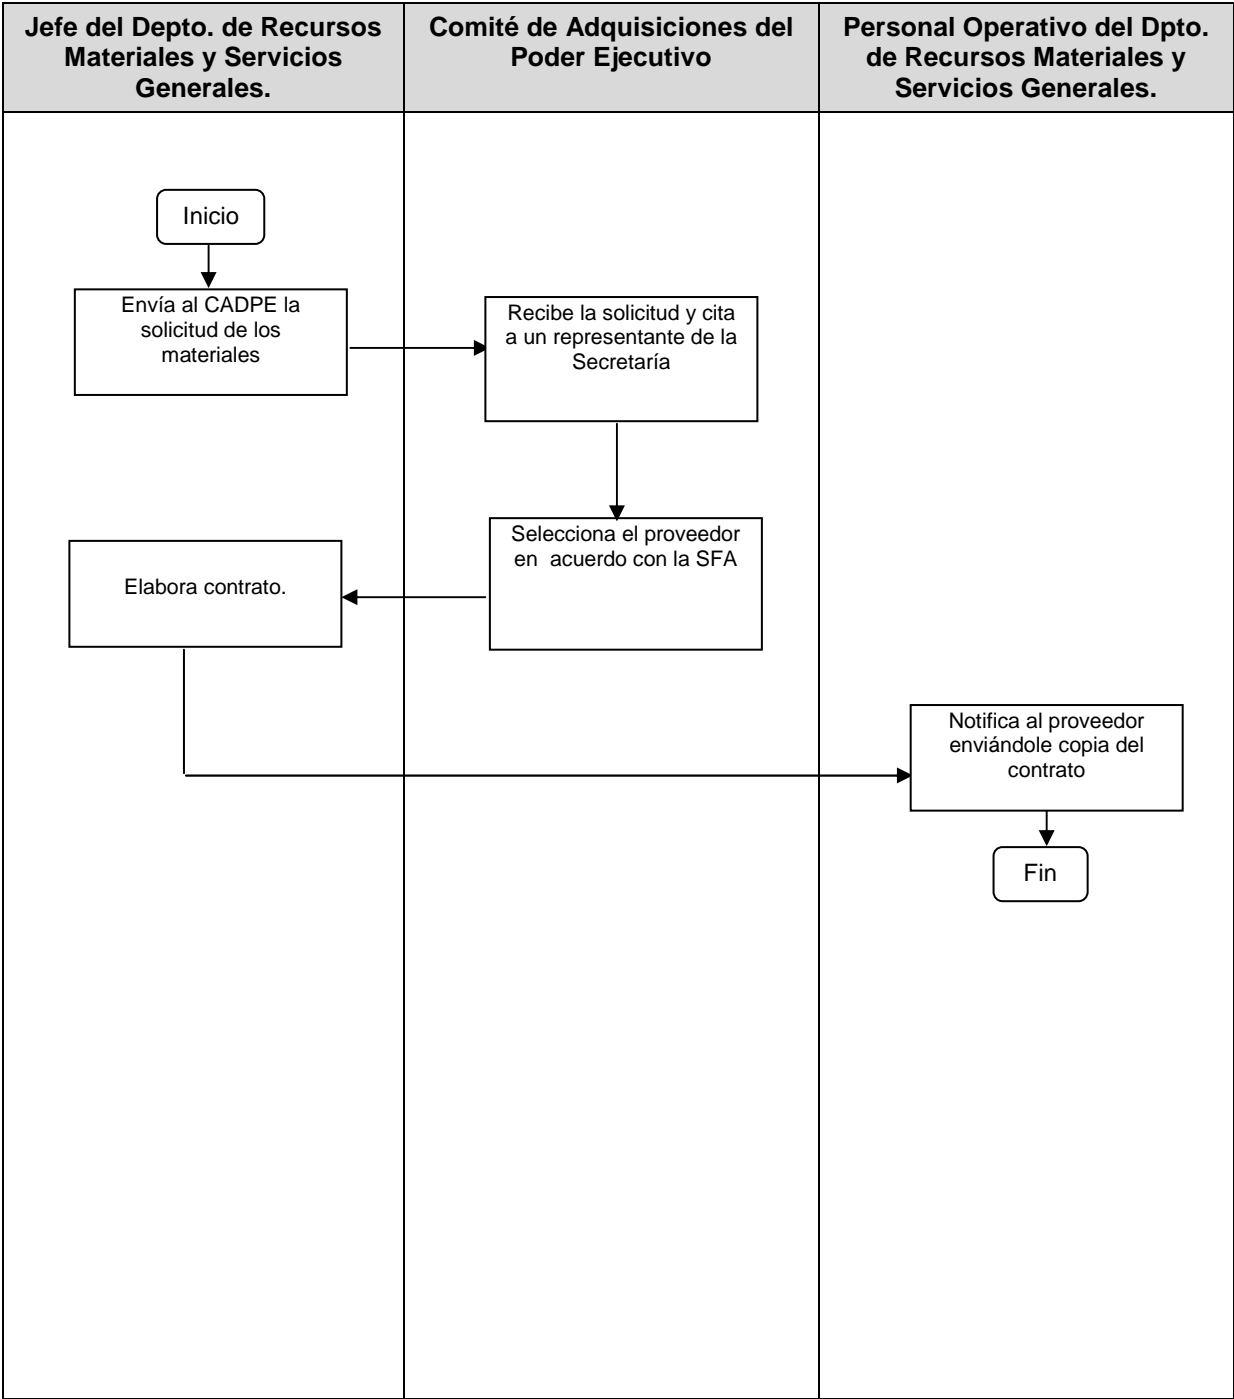 Jefe del Depto. de Recursos
Materiales y Servicios
Generales.
Comité de Adquisiciones del
Poder Ejecutivo
Personal Operativo del Dpto.
de Recursos Materiales y
Servicios Generales.
Inicio
Envía al CADPE la
solicitud de los
materiales
Recibe la solicitud y cita
a un representante de la
Secretaría
Selecciona el proveedor
en acuerdo con la SFA
Elabora contrato.
Notifica al proveedor
enviándole copia del
contrato
Fin